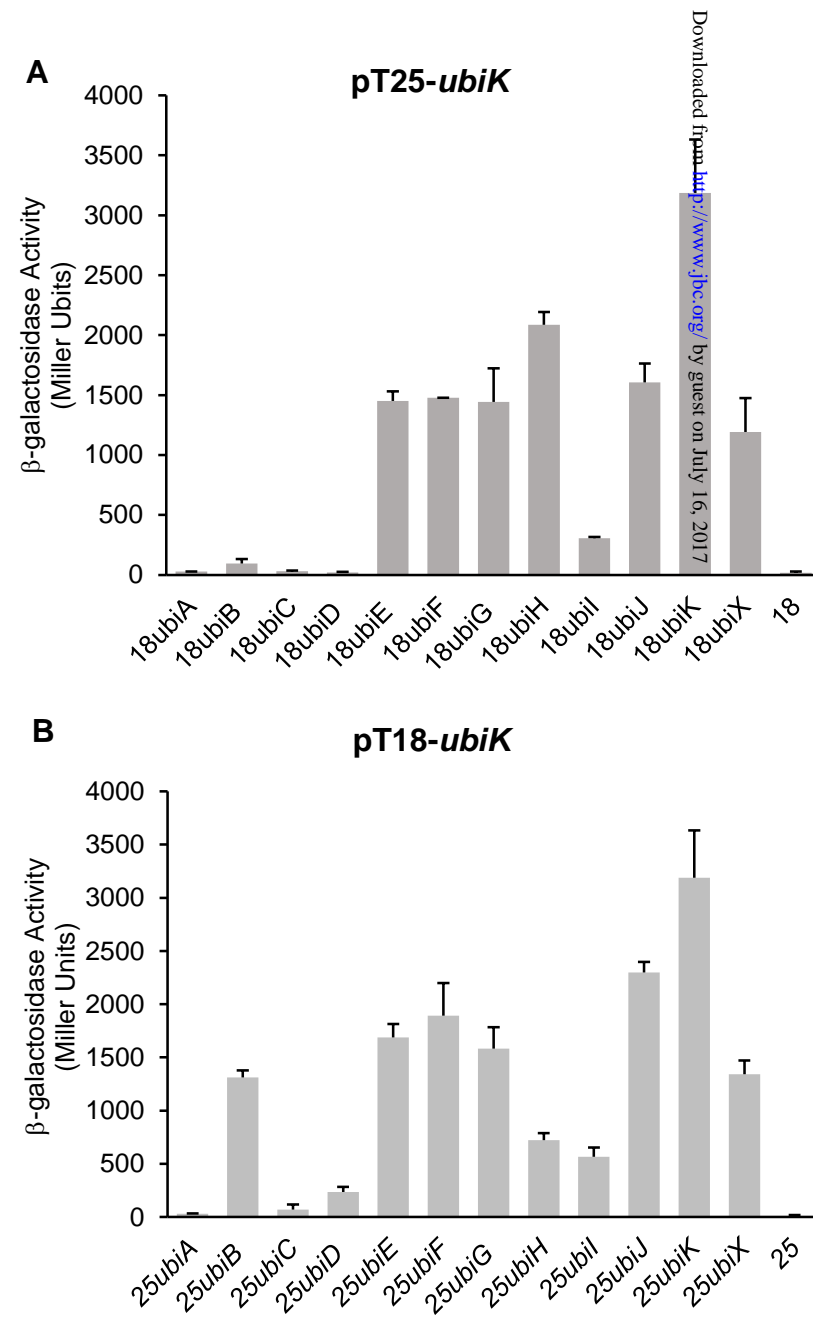 Downloaded from http://www.jbc.org/ by guest on July 16, 2017
A
pT25-ubiK
4000
3500
3000
2500
2000
1500
1000
500
0
β-galactosidase Activity
(Miller Ubits)
18ubiA
18ubiB
18ubiC
18ubiD
18ubiE
18ubiF
18ubiG
18ubiH
18ubiI
18ubiJ
18ubiK
18ubiX
18
B
pT18-ubiK
4000
3500
3000
2500
2000
1500
1000
500
0
β-galactosidase Activity
(Miller Units)
25ubiA
25ubiB
25ubiC
25ubiD
25ubiE
25ubiF
25ubiG
25ubiH
25ubiI
25ubiJ
25ubiK
25ubiX
25